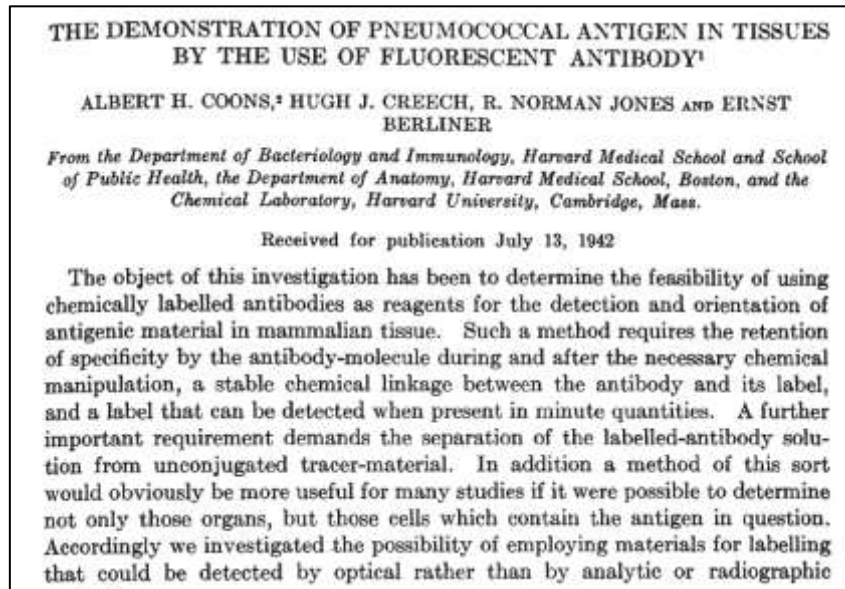 THE DEMONSTRATION OF PNEUMOCOCCAL ANTIGEN IN TISSUES
BY THE USE OF FLUORESCENT ANTIBODY¹
ALBERT H. COONS,² HUGH J. CREECH, R. NORMAN JONES AND ERNST
BERLINER
From the Department of Bacteriology and Immunology, Harvard Medical School and School
of Public Health, the Department of Anatomy, Harvard Medical School, Boston, and the
Chemical Laboratory, Harvard University, Cambridge, Mass.
Received for publication July 13, 1942
The object of this investigation has been to determine the feasibility of using
chemically labelled antibodies as reagents for the detection and orientation of
antigenic material in mammalian tissue. Such a method requires the retention
of specificity by the antibody-molecule during and after the necessary chemical
manipulation, a stable chemical linkage between the antibody and its label,
and a label that can be detected when present in minute quantities. A further
important requirement demands the separation of the labelled-antibody solu-
tion from unconjugated tracer-material. In addition a method of this sort
would obviously be more useful for many studies if it were possible to determine
not only those organs, but those cells which contain the antigen in question.
Accordingly we investigated the possibility of employing materials for labelling
that could be detected by optical rather than by analytic or radiographic